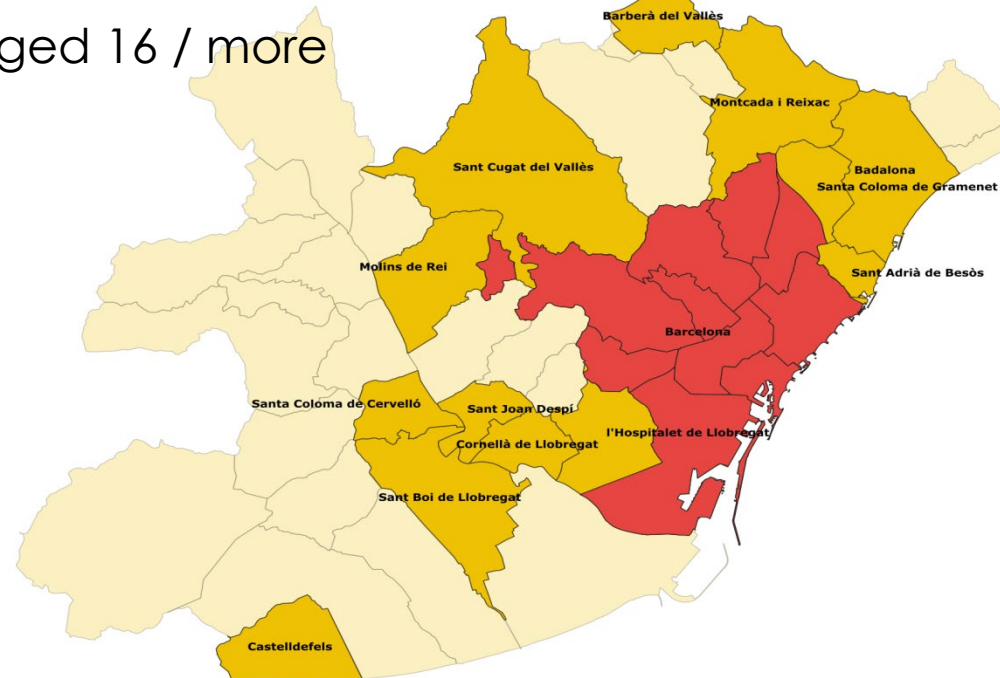 ged 16 / more
Barberà del Vallès
Montcada i Reixac
Sant Cugat del Vallès
Badalona
Santa Coloma de Gramenet
Molins de Rei
Sant Adrià de Besòs
Barcelona
Santa Coloma de Cervelló
Sant Joan Despí
l'Hospitalet de Llobregat
Cornellà de Llobregat
Sant Boi de Llobregat
Castelldefels